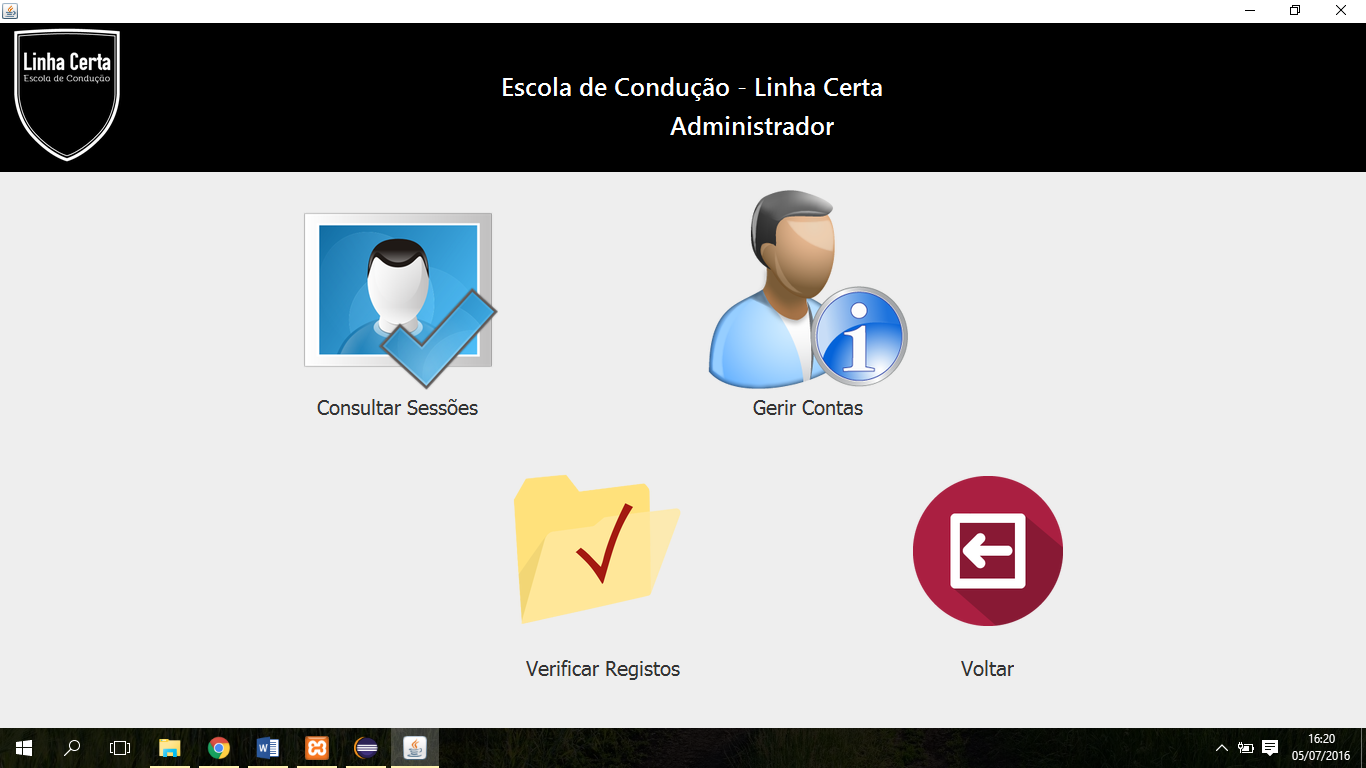 Linha Certa
Escola de Condução
Escola de Condução - Linha Certa
Administrador
Consultar Sessões
Gerir Contas
Verificar Registos
Voltar
16:20
05/07/2016